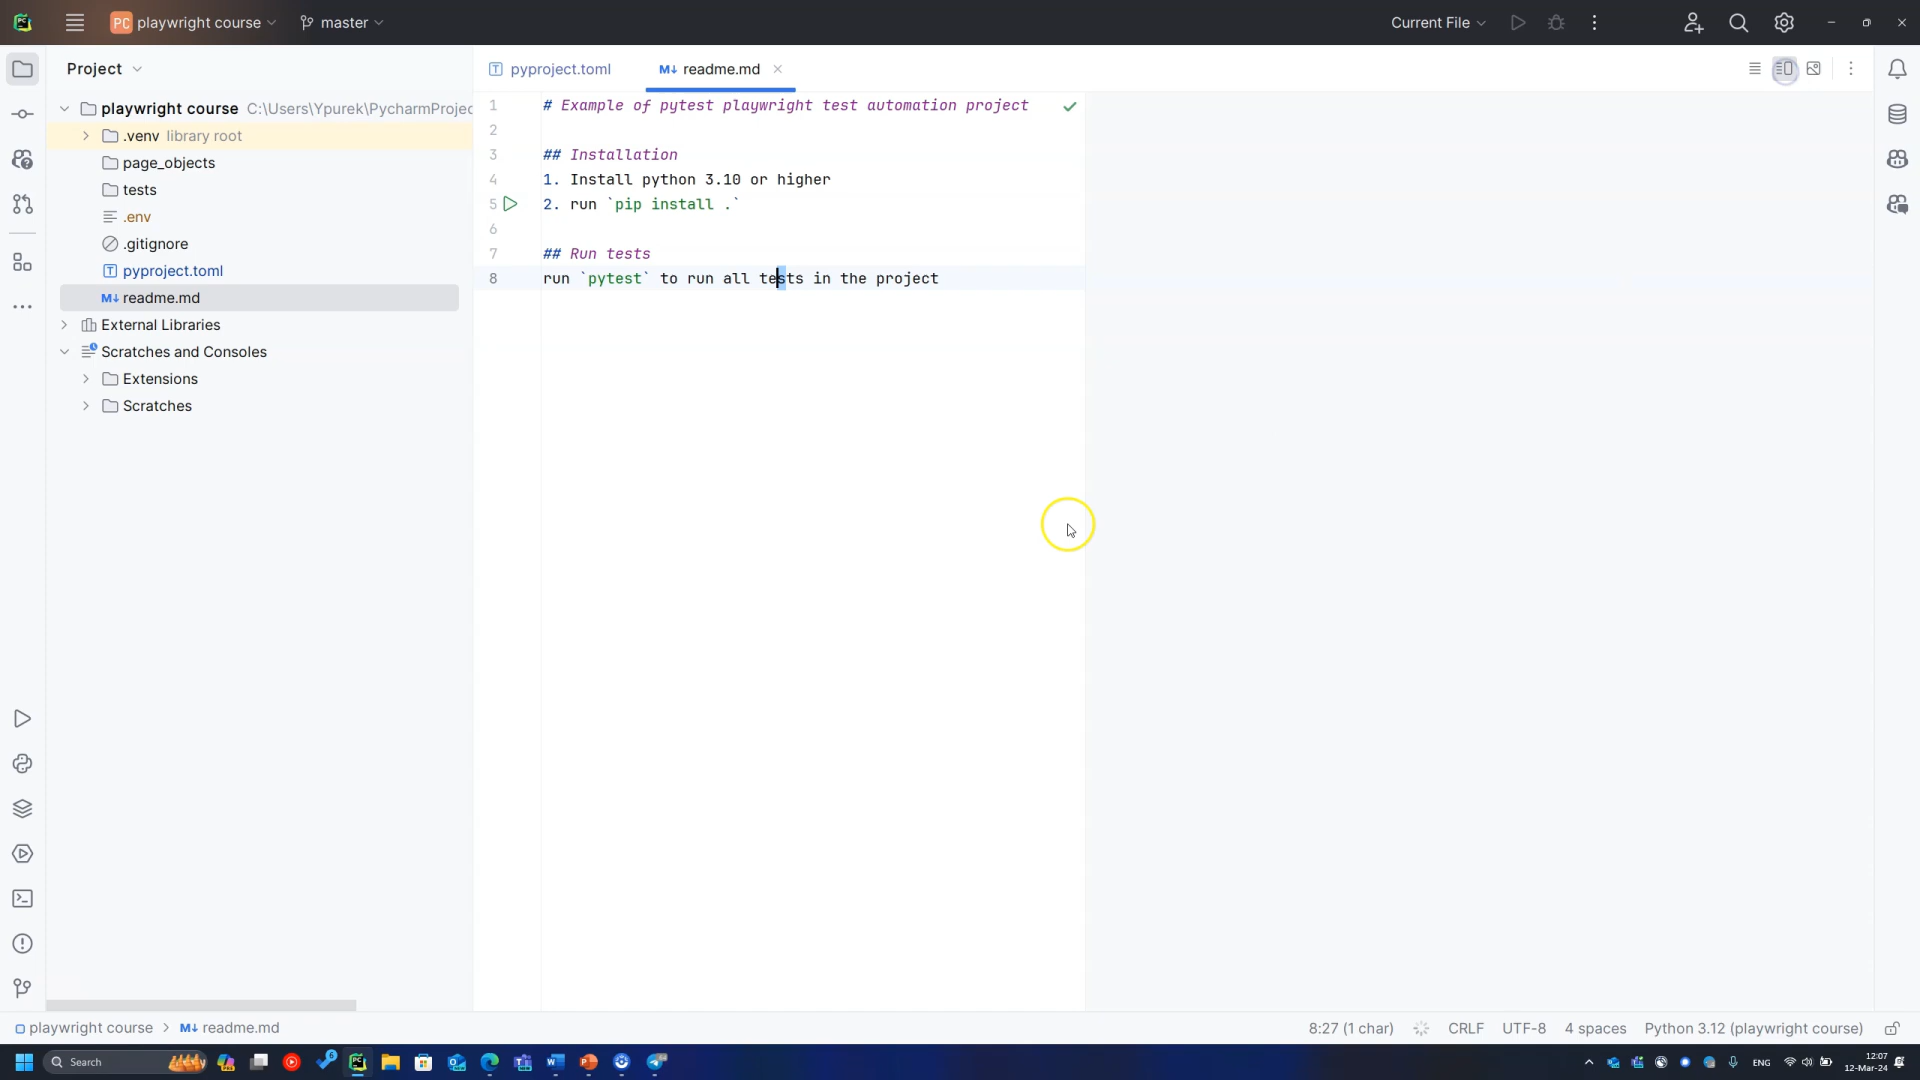 PC playwright course
master
Current File
Project
pyproject.toml
M↓ readme.md
playwright course C:\Users\Ypurek\PycharmProjec
.venv library root
page_objects
tests
.env
.gitignore
pyproject.toml
M↓ readme.md
External Libraries
Scratches and Consoles
Extensions
Scratches
1 # Example of pytest playwright test automation project
2
3 ## Installation
4 1. Install python 3.10 or higher
5 2. run `pip install .`
6
7 ## Run tests
8 run `pytest` to run all tests in the project
playwright course > M↓ readme.md
8:27 (1 char) CRLF UTF-8 4 spaces Python 3.12 (playwright course)
Search
ENG
12:07
12-Mar-24